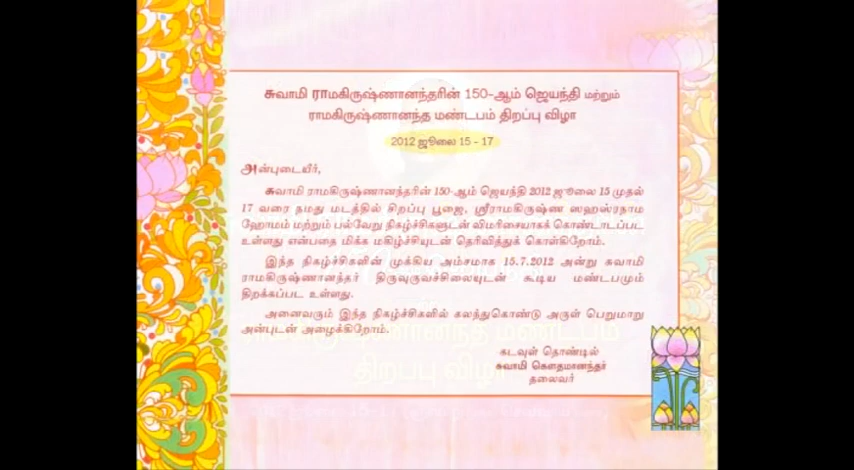 சுவாமி ராமகிருஷ்ணானந்தரின் 150-ஆம் ஜெயந்தி மற்றும்
ராமகிருஷ்ணானந்த மண்டபம் திறப்பு விழா
2012 ஜூலை 15 - 17
அன்புடையீர்,
சுவாமி ராமகிருஷ்ணானந்தரின் 150-ஆம் ஜெயந்தி 2012 ஜூலை 15 முதல்
17 வரை நமது மடத்தில் சிறப்பு பூஜை, ஸ்ரீராமகிருஷ்ண ஸஹஸ்ரநாம
ஹோமம் மற்றும் பல்வேறு நிகழ்ச்சிகளுடன் விமரிசையாகக் கொண்டாடப்பட
உள்ளது என்பதை மிக்க மகிழ்ச்சியுடன் தெரிவித்துக் கொள்கிறோம்.
இந்த நிகழ்ச்சிகளின் முக்கிய அம்சமாக 15.7.2012 அன்று சுவாமி
ராமகிருஷ்ணானந்தர் திருவுருவச்சிலையுடன் கூடிய மண்டபமும்
திறக்கப்பட உள்ளது.
அனைவரும் இந்த நிகழ்ச்சிகளில் கலந்துகொண்டு அருள் பெறுமாறு
அன்புடன் அழைக்கிறோம்.
கடவுள் தொண்டில்
சுவாமி கௌதமானந்தர்
தலைவர்
மண்டபம்
திறப்பு விழா